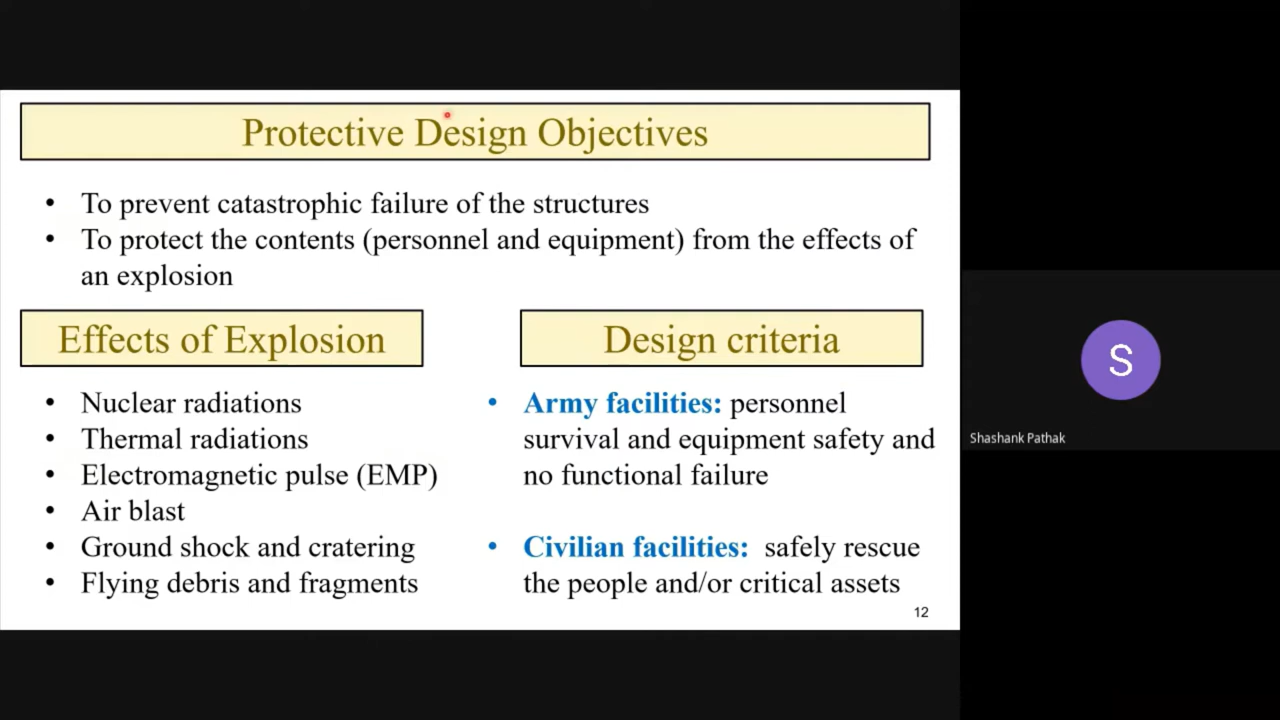 Protective Design Objectives
• To prevent catastrophic failure of the structures
• To protect the contents (personnel and equipment) from the effects of
an explosion
Effects of Explosion
• Nuclear radiations
• Thermal radiations
• Electromagnetic pulse (EMP)
• Air blast
• Ground shock and cratering
• Flying debris and fragments
Design criteria
• Army facilities: personnel
survival and equipment safety and
no functional failure
• Civilian facilities: safely rescue
the people and/or critical assets
12
S
Shashank Pathak